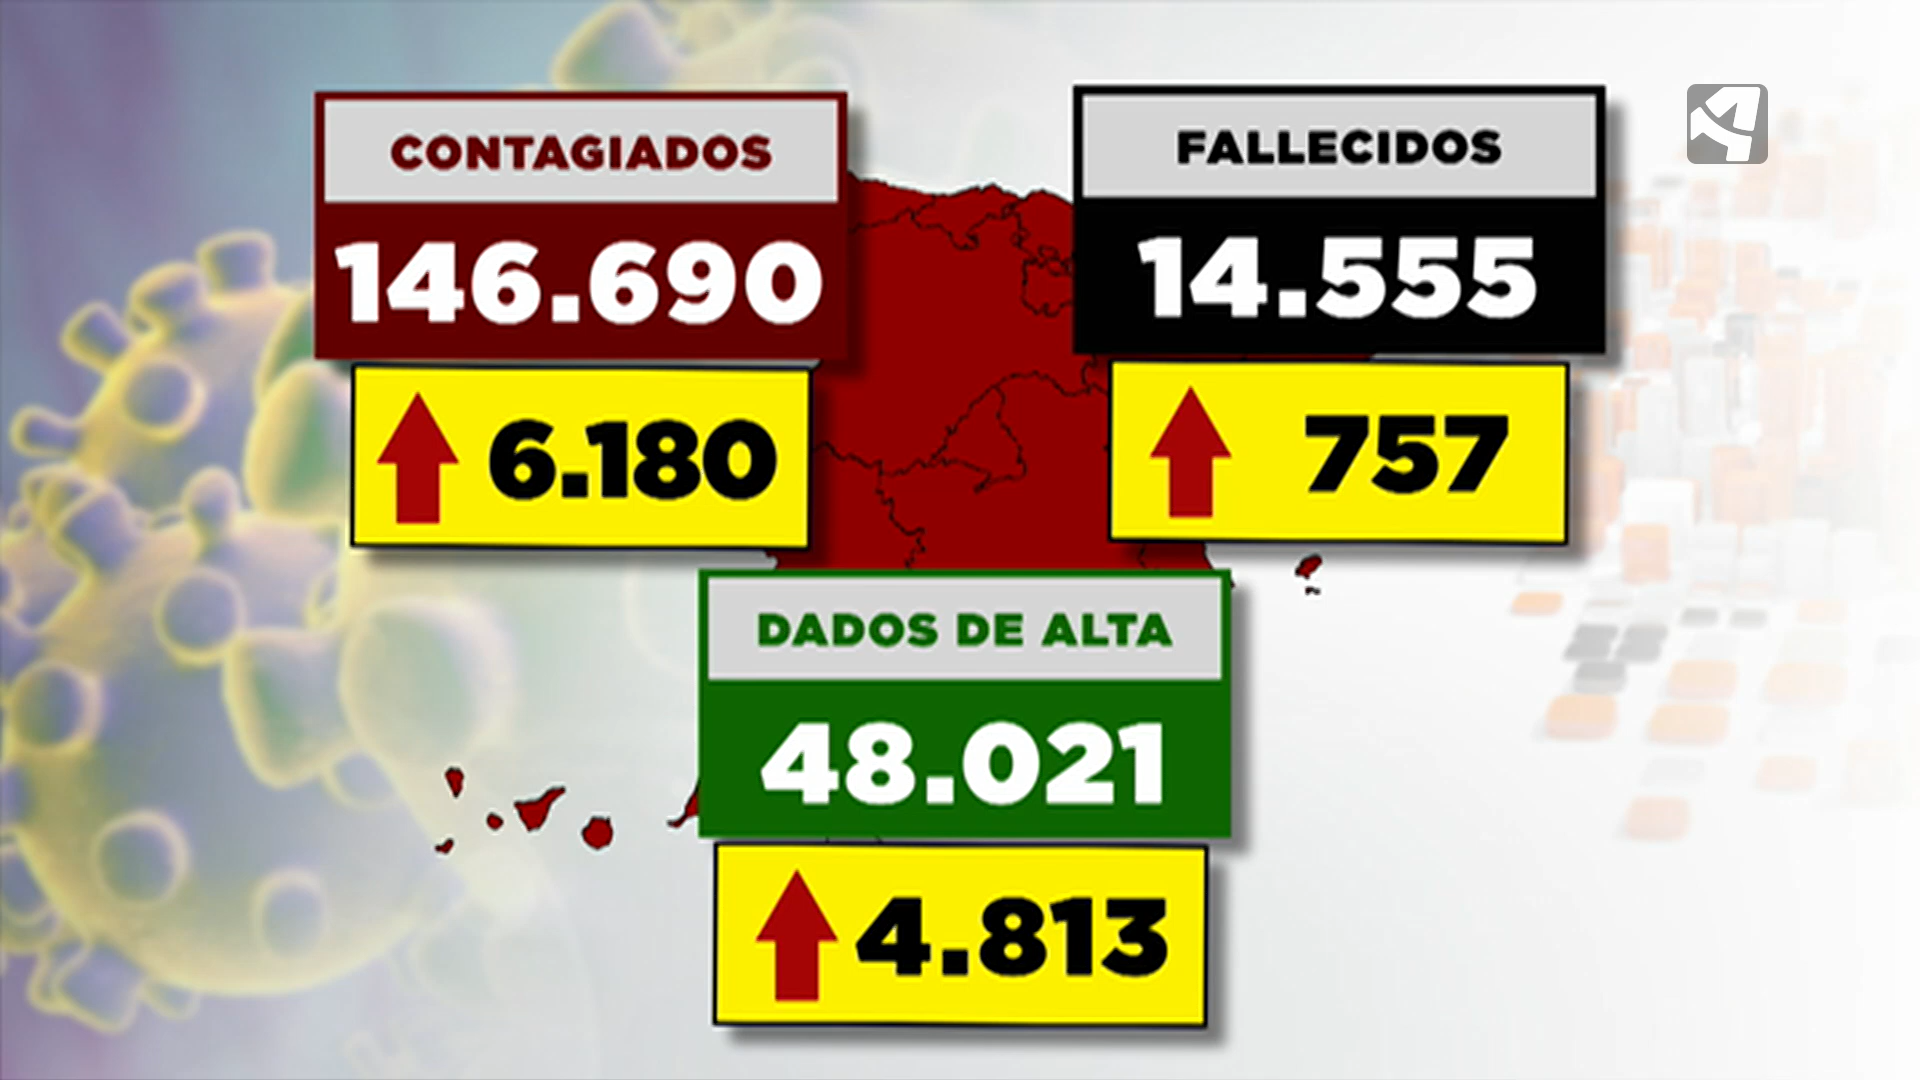 CONTAGIADOS
146.690
6.180
FALLECIDOS
14.555
757
DADOS DE ALTA
48.021
4.813